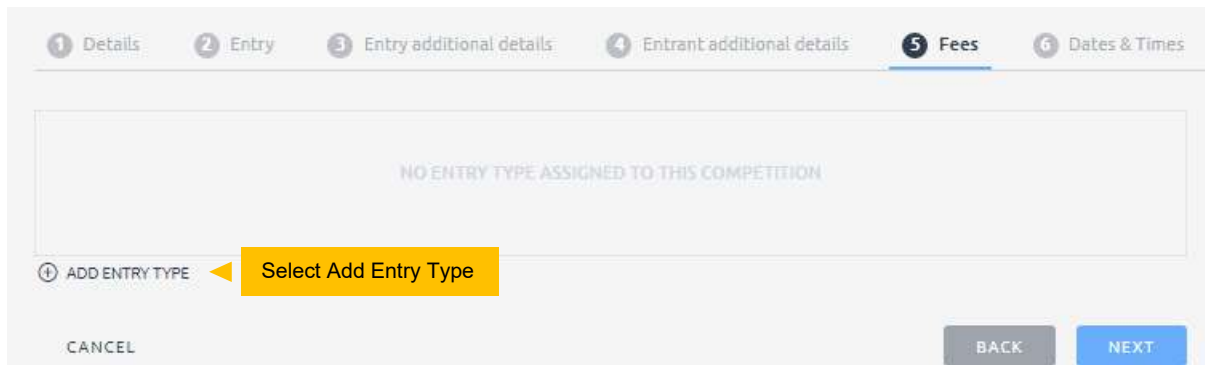 1 Details 2 Entry 3 Entry additional details 4 Entrant additional details 5 Fees 6 Dates & Times
NO ENTRY TYPE ASSIGNED TO THIS COMPETITION
ADD ENTRY TYPE Select Add Entry Type
CANCEL BACK NEXT